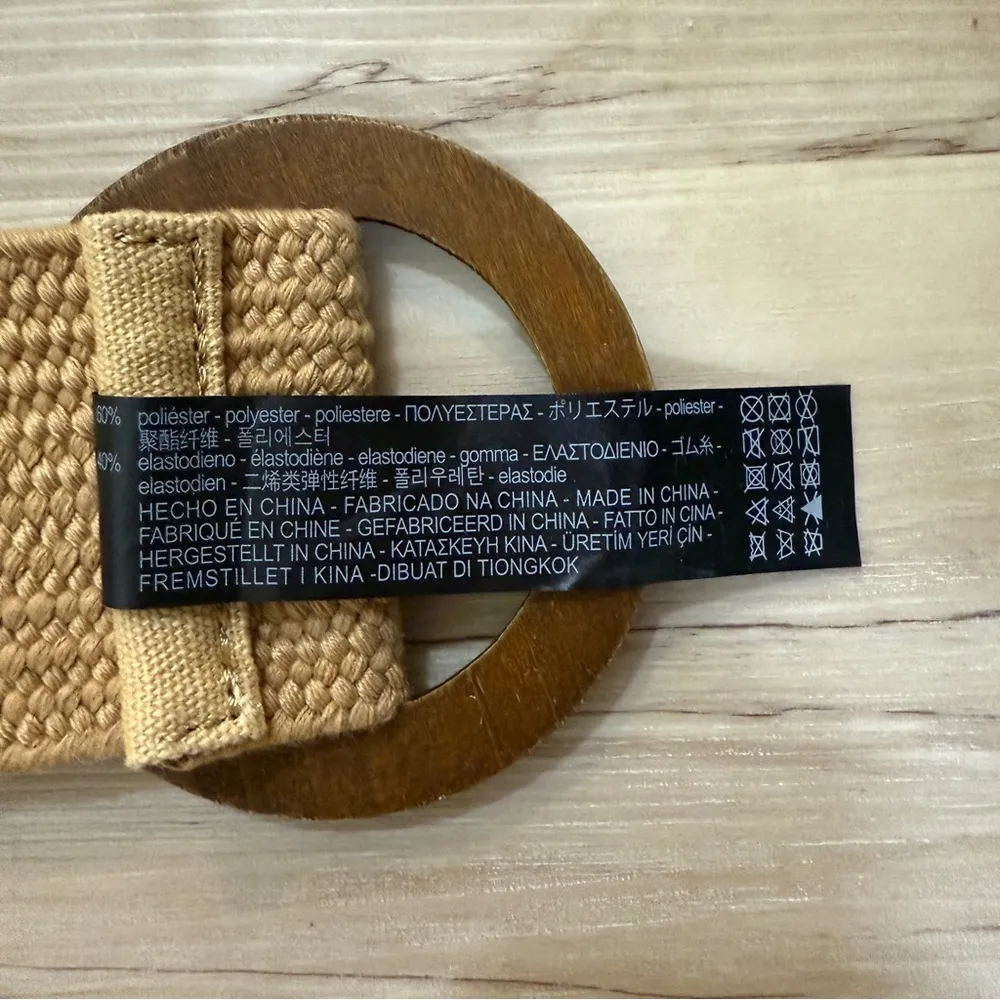 60% poliéster - polyester - poliestere - ΠΟΛΥΕΣΤΕΡΑΣ - ポリエステル - poliester -
聚酯纤维 - 폴리에스터
40% elastodieno - élastodiène - elastodiene - gomma - ΕΛΑΣΤΟΔΙΕΝΙΟ - ゴム糸 -
elastodien - 二烯类弹性纤维 - 폴리우레탄 - elastodie
HECHO EN CHINA - FABRICADO NA CHINA - MADE IN CHINA -
FABRIQUÉ EN CHINE - GEFABRICEERD IN CHINA - FATTO IN CINA -
HERGESTELLT IN CHINA - ΚΑΤΑΣΚΕΥΗ ΚΙΝΑ - ÜRETİM YERİ ÇİN -
FREMSTILLET I KINA -DIBUAT DI TIONGKOK